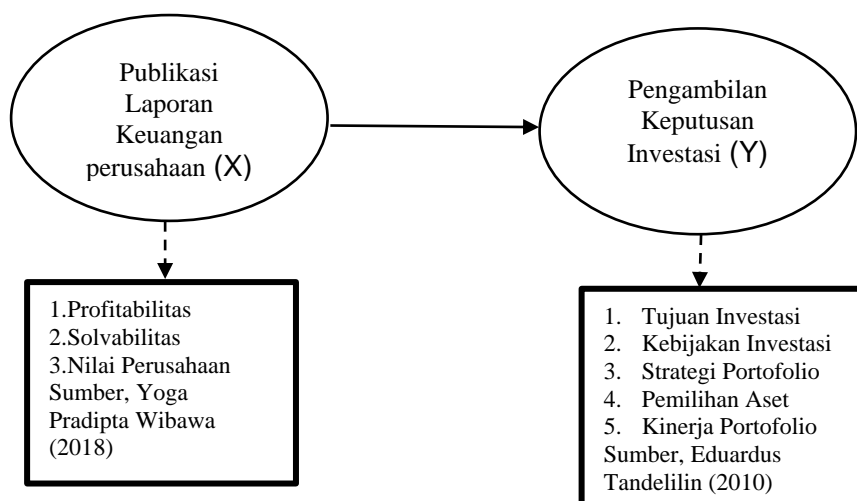 Publikasi
Laporan
Keuangan
perusahaan (X)
Pengambilan
Keputusan
Investasi (Y)
1.Profitabilitas
2.Solvabilitas
3.Nilai Perusahaan
Sumber, Yoga
Pradipta Wibawa
(2018)
1. Tujuan Investasi
2. Kebijakan Investasi
3. Strategi Portofolio
4. Pemilihan Aset
5. Kinerja Portofolio
Sumber, Eduardus
Tandelilin (2010)